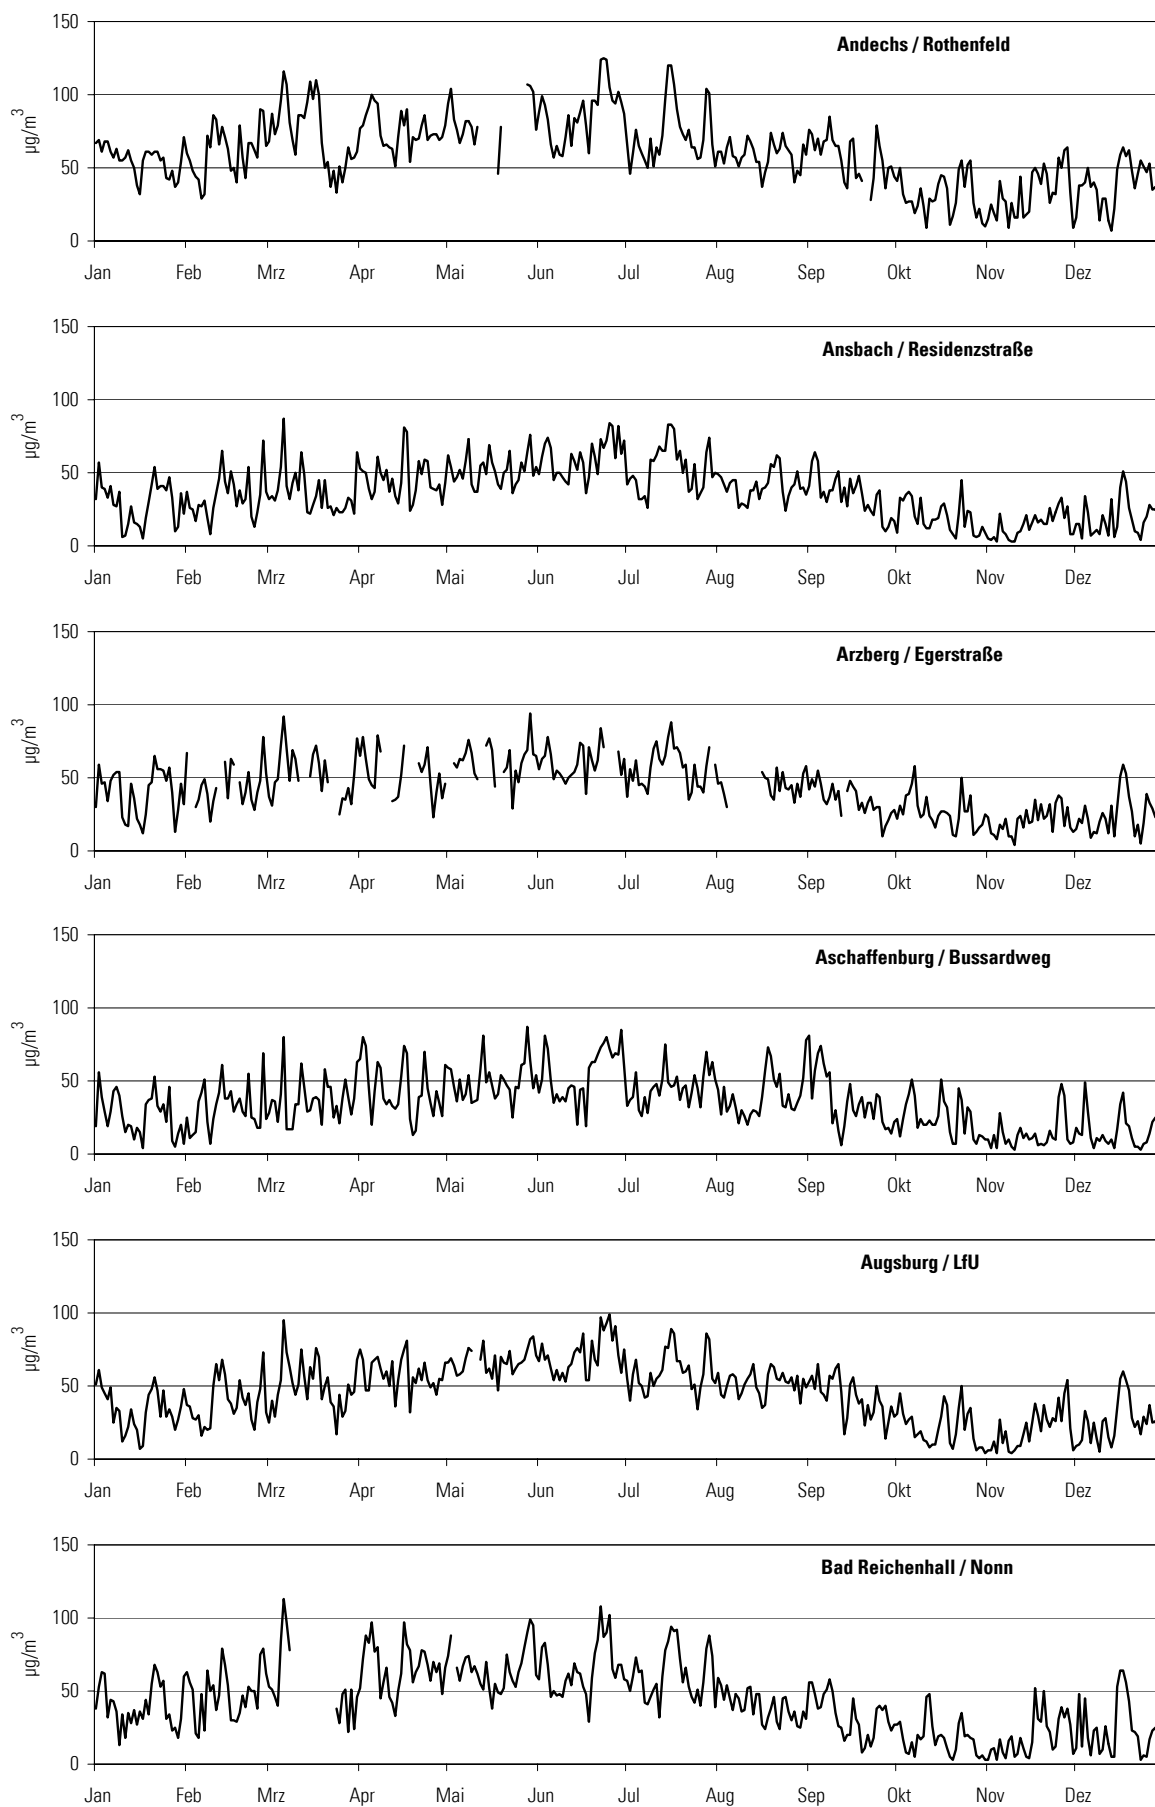 150
Andechs / Rothenfeld
100
µg/m³
50
0
Jan Feb Mrz Apr Mai Jun Jul Aug Sep Okt Nov Dez
150
Ansbach / Residenzstraße
100
µg/m³
50
0
Jan Feb Mrz Apr Mai Jun Jul Aug Sep Okt Nov Dez
150
Arzberg / Egerstraße
100
µg/m³
50
0
Jan Feb Mrz Apr Mai Jun Jul Aug Sep Okt Nov Dez
150
Aschaffenburg / Bussardweg
100
µg/m³
50
0
Jan Feb Mrz Apr Mai Jun Jul Aug Sep Okt Nov Dez
150
Augsburg / LfU
100
µg/m³
50
0
Jan Feb Mrz Apr Mai Jun Jul Aug Sep Okt Nov Dez
150
Bad Reichenhall / Nonn
100
µg/m³
50
0
Jan Feb Mrz Apr Mai Jun Jul Aug Sep Okt Nov Dez